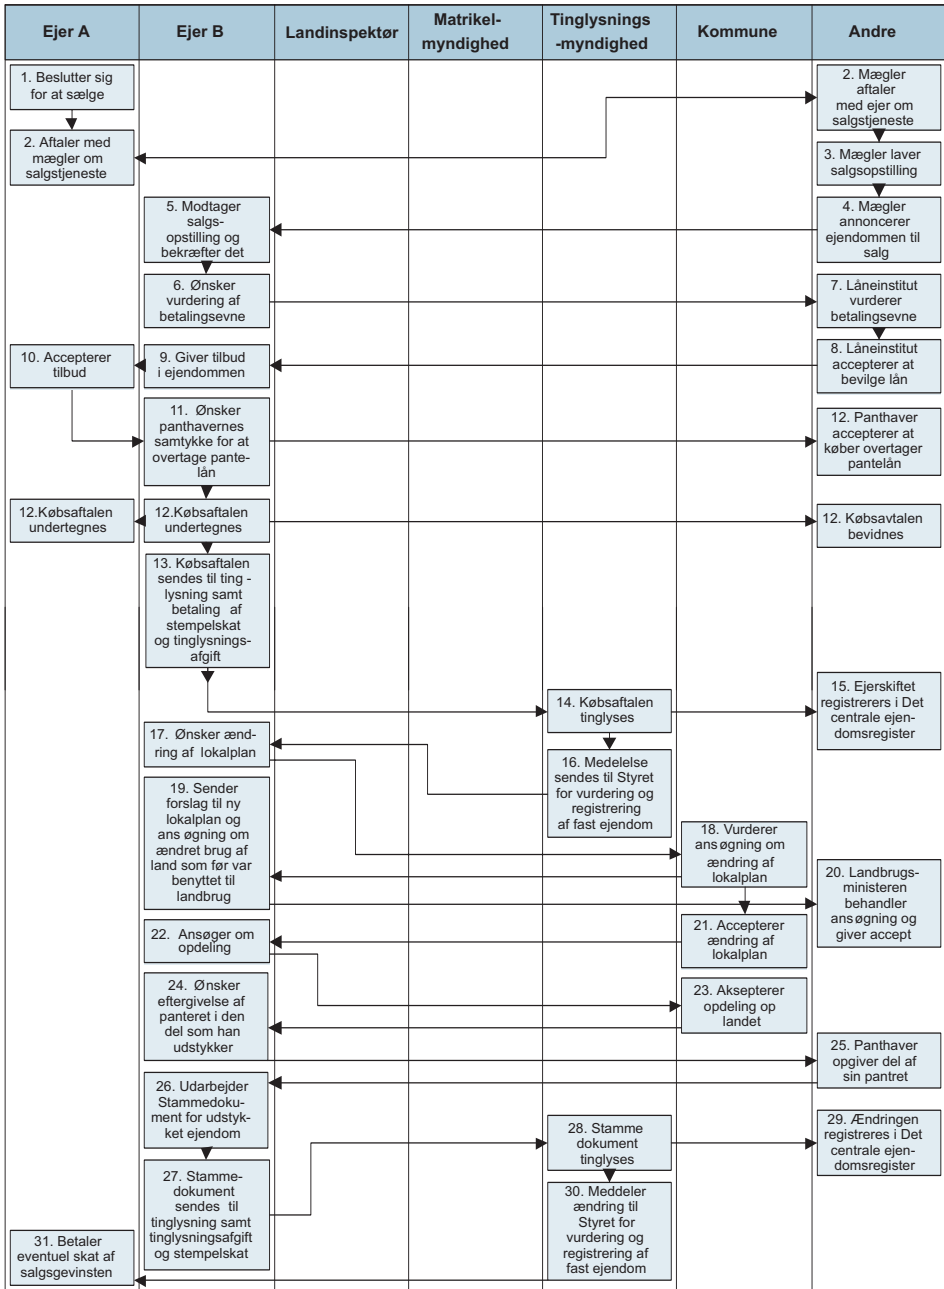 Ejer A
Ejer B
Landinspektør
Matrikel-
myndighed
Tinglysnings
-myndighed
Kommune
Andre
1. Beslutter sig
for at sælge
2. Mægler
aftaler
med ejer om
salgstjeneste
2. Aftaler med
mægler om
salgstjeneste
3. Mægler laver
salgsopstilling
5. Modtager
salgs-
opstilling og
bekræfter det
4. Mægler
annoncerer
ejendommen til
salg
6. Ønsker
vurdering af
betalingsevne
7. Låneinstitut
vurderer
betalingsevne
10. Accepterer
tilbud
9. Giver tilbud
i ejendommen
8. Låneinstitut
accepterer at
bevilge lån
11. Ønsker
panthavernes
samtykke for at
overtage pante-
lån
12. Panthaver
accepterer at
køber overtager
pantelån
12.Købsaftalen
undertegnes
12.Købsaftalen
undertegnes
12. Købsavtalen
bevidnes
13. Købsaftalen
sendes til ting -
lysning samt
betaling af
stempelskat
og tinglysnings-
afgift
14. Købsaftalen
tinglyses
15. Ejerskiftet
registrerers i Det
centrale ejen-
domsregister
17. Ønsker ænd-
ring af lokalplan
16. Medelelse
sendes til Styret
for vurdering og
registrering
af fast ejendom
19. Sender
forslag til ny
lokalplan og
ans øgning om
ændret brug af
land som før var
benyttet til
landbrug
18. Vurderer
ans øgning om
ændring af
lokalplan
20. Landbrugs-
ministeren
behandler
ans øgning og
giver accept
22. Ansøger om
opdeling
21. Accepterer
ændring af
lokalplan
24. Ønsker
eftergivelse af
panteret i den
del som han
udstykker
23. Aksepterer
opdeling op
landet
25. Panthaver
opgiver del af
sin pantret
26. Udarbejder
Stammedoku-
ment for udstyk-
ket ejendom
28. Stamme
dokument
tinglyses
29. Ændringen
registreres i Det
centrale ejen-
domsregister
27. Stamme-
dokument
sendes til
tinglysning samt
tinglysningsafgift
og stempelskat
30. Meddeler
ændring til
Styret for
vurdering og
registrering af
fast ejendom
31. Betaler
eventuel skat af
salgsgevinsten